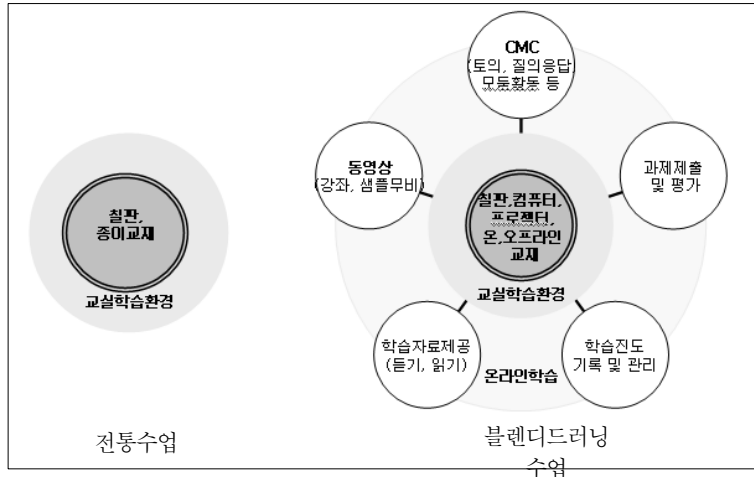 칠판,
종이교재
교실학습환경
전통수업
CMC
(토의, 질의응답,
모둠활동 등
동영상
(강좌, 샘플무비)
과제제출
및 평가
칠판,컴퓨터,
프로젝터,
온,오프라인
교재
교실학습환경
학습자료제공
(듣기, 읽기)
온라인학습
학습진도
기록 및 관리
블렌디드러닝
수업